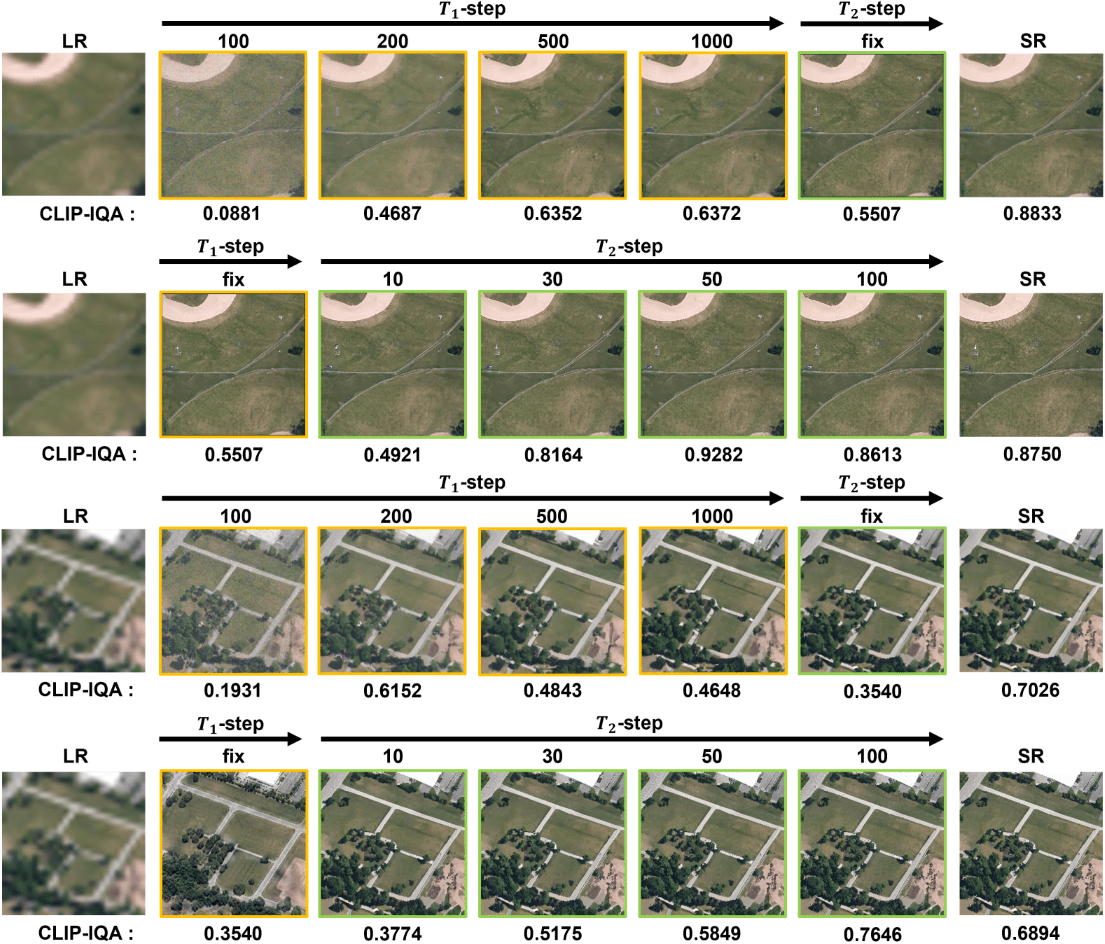 T₁-step T₂-step
LR 100 200 500 1000 fix SR
CLIP-IQA : 0.0881 0.4687 0.6352 0.6372 0.5507 0.8833
T₁-step T₂-step
LR fix 10 30 50 100 SR
CLIP-IQA : 0.5507 0.4921 0.8164 0.9282 0.8613 0.8750
T₁-step T₂-step
LR 100 200 500 1000 fix SR
CLIP-IQA : 0.1931 0.6152 0.4843 0.4648 0.3540 0.7026
T₁-step T₂-step
LR fix 10 30 50 100 SR
CLIP-IQA : 0.3540 0.3774 0.5175 0.5849 0.7646 0.6894